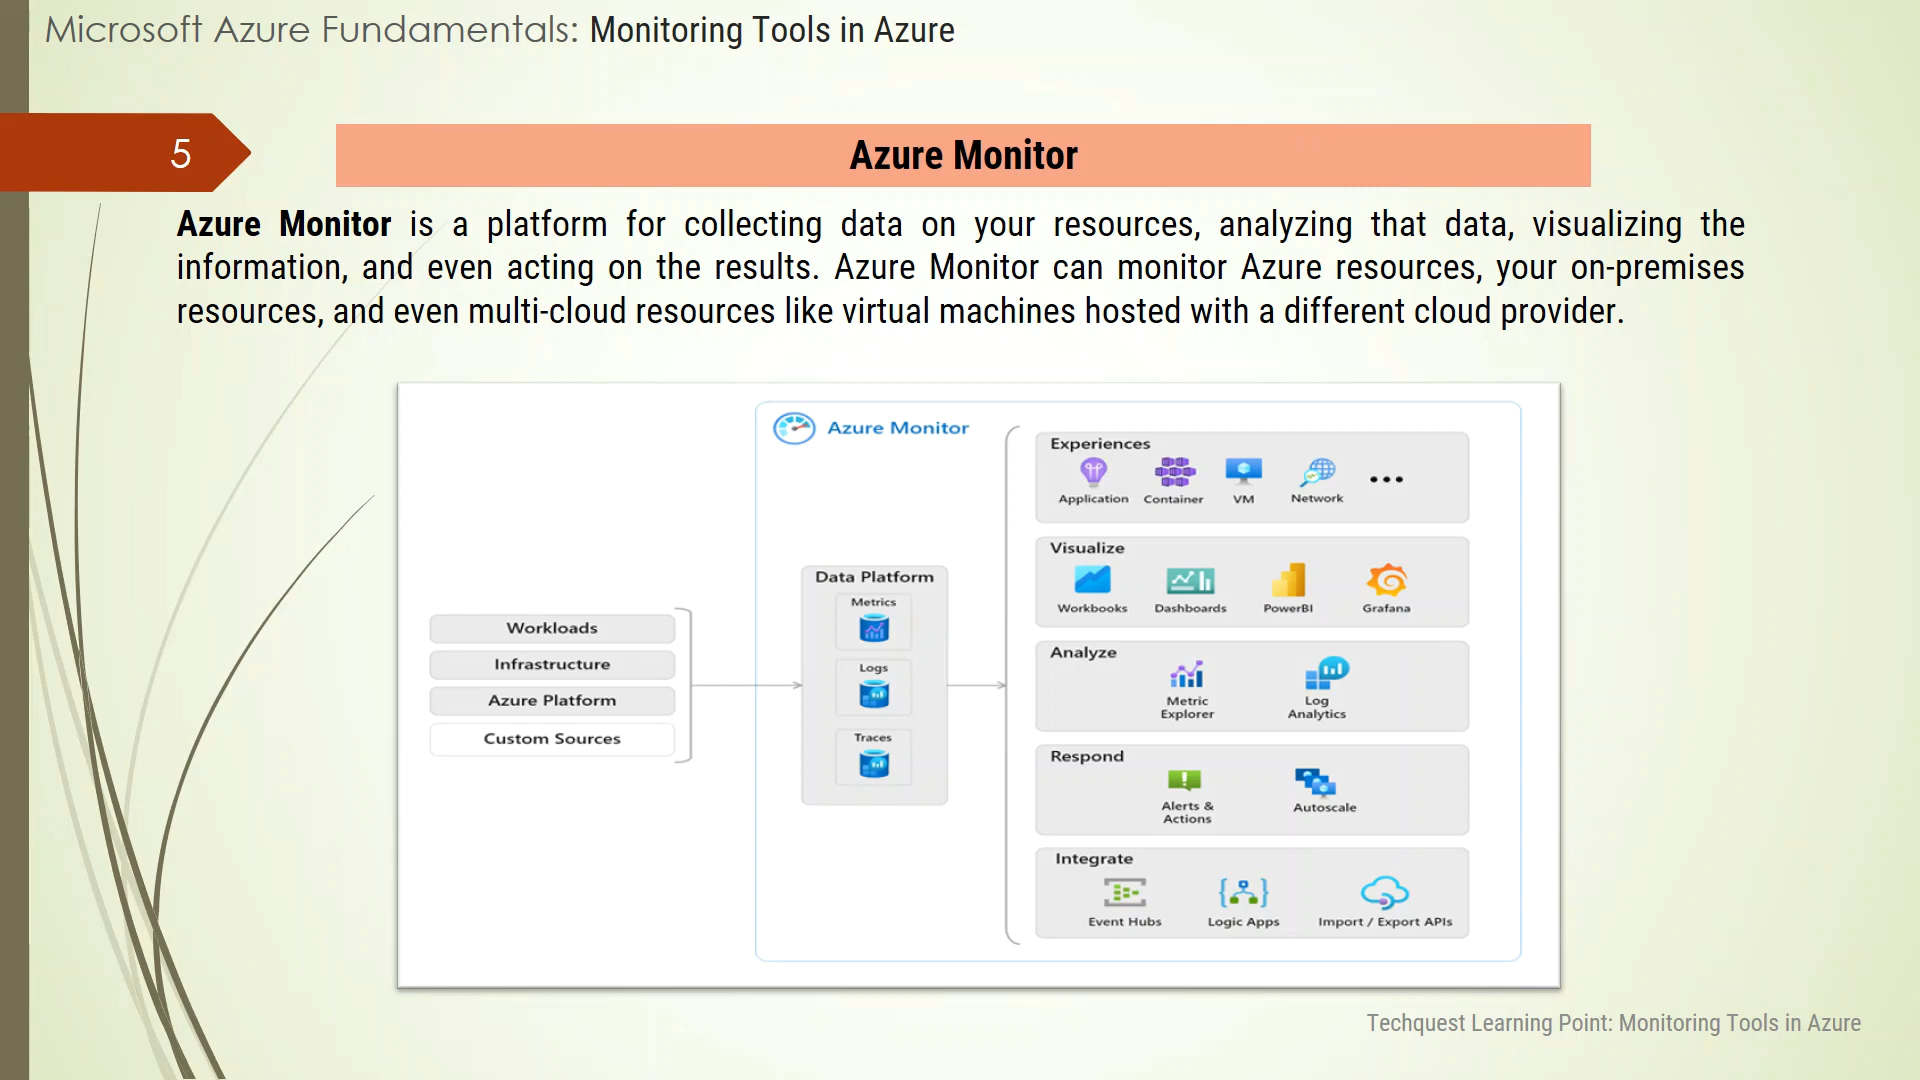 Microsoft Azure Fundamentals: Monitoring Tools in Azure
5
Azure Monitor
Azure Monitor is a platform for collecting data on your resources, analyzing that data, visualizing the
information, and even acting on the results. Azure Monitor can monitor Azure resources, your on-premises
resources, and even multi-cloud resources like virtual machines hosted with a different cloud provider.
Workloads
Infrastructure
Azure Platform
Custom Sources
Azure Monitor
Data Platform
Metrics
Logs
Traces
Experiences
Application Container VM Network
Visualize
Workbooks Dashboards PowerBI Grafana
Analyze
Metric Explorer
Log Analytics
Respond
Alerts & Actions
Autoscale
Integrate
Event Hubs Logic Apps Import / Export APIs
Techquest Learning Point: Monitoring Tools in Azure